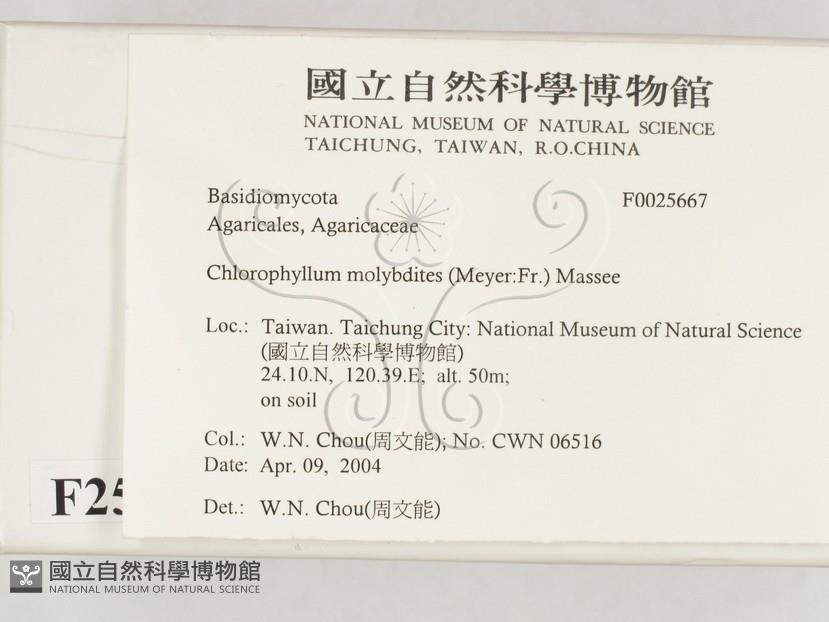 國立自然科學博物館
NATIONAL MUSEUM OF NATURAL SCIENCE
TAICHUNG, TAIWAN, R.O.CHINA
Basidiomycota F0025667
Agaricales, Agaricaceae
Chlorophyllum molybdites (Meyer:Fr.) Massee
Loc.: Taiwan. Taichung City: National Museum of Natural Science
(國立自然科學博物館)
24.10.N, 120.39.E; alt. 50m;
on soil
Col.: W.N. Chou(周文能); No. CWN 06516
Date: Apr. 09, 2004
Det.: W.N. Chou(周文能)
國立自然科學博物館
NATIONAL MUSEUM OF NATURAL SCIENCE